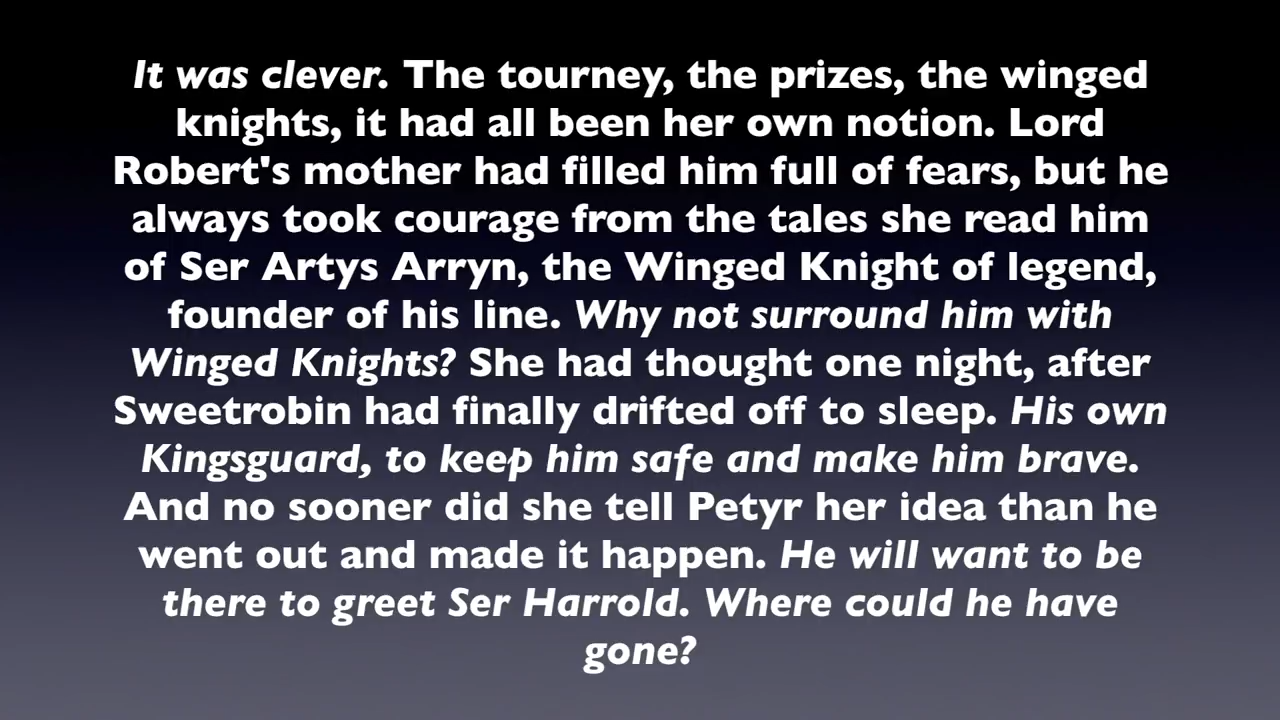 It was clever. The tourney, the prizes, the winged
knights, it had all been her own notion. Lord
Robert's mother had filled him full of fears, but he
always took courage from the tales she read him
of Ser Artys Arryn, the Winged Knight of legend,
founder of his line. Why not surround him with
Winged Knights? She had thought one night, after
Sweetrobin had finally drifted off to sleep. His own
Kingsguard, to keep him safe and make him brave.
And no sooner did she tell Petyr her idea than he
went out and made it happen. He will want to be
there to greet Ser Harrold. Where could he have
gone?